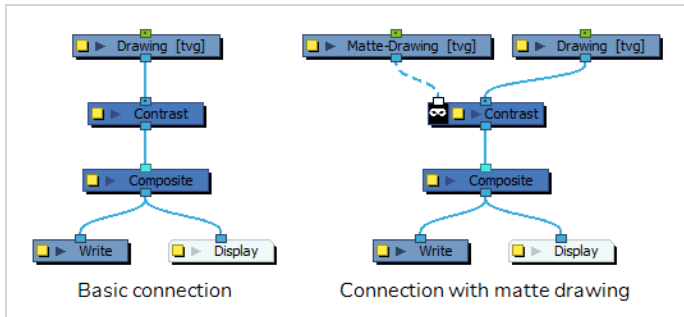 Drawing [tvg]
Contrast
Composite
Write
Display
Basic connection
Matte-Drawing [tvg]
Drawing [tvg]
Contrast
Composite
Write
Display
Connection with matte drawing